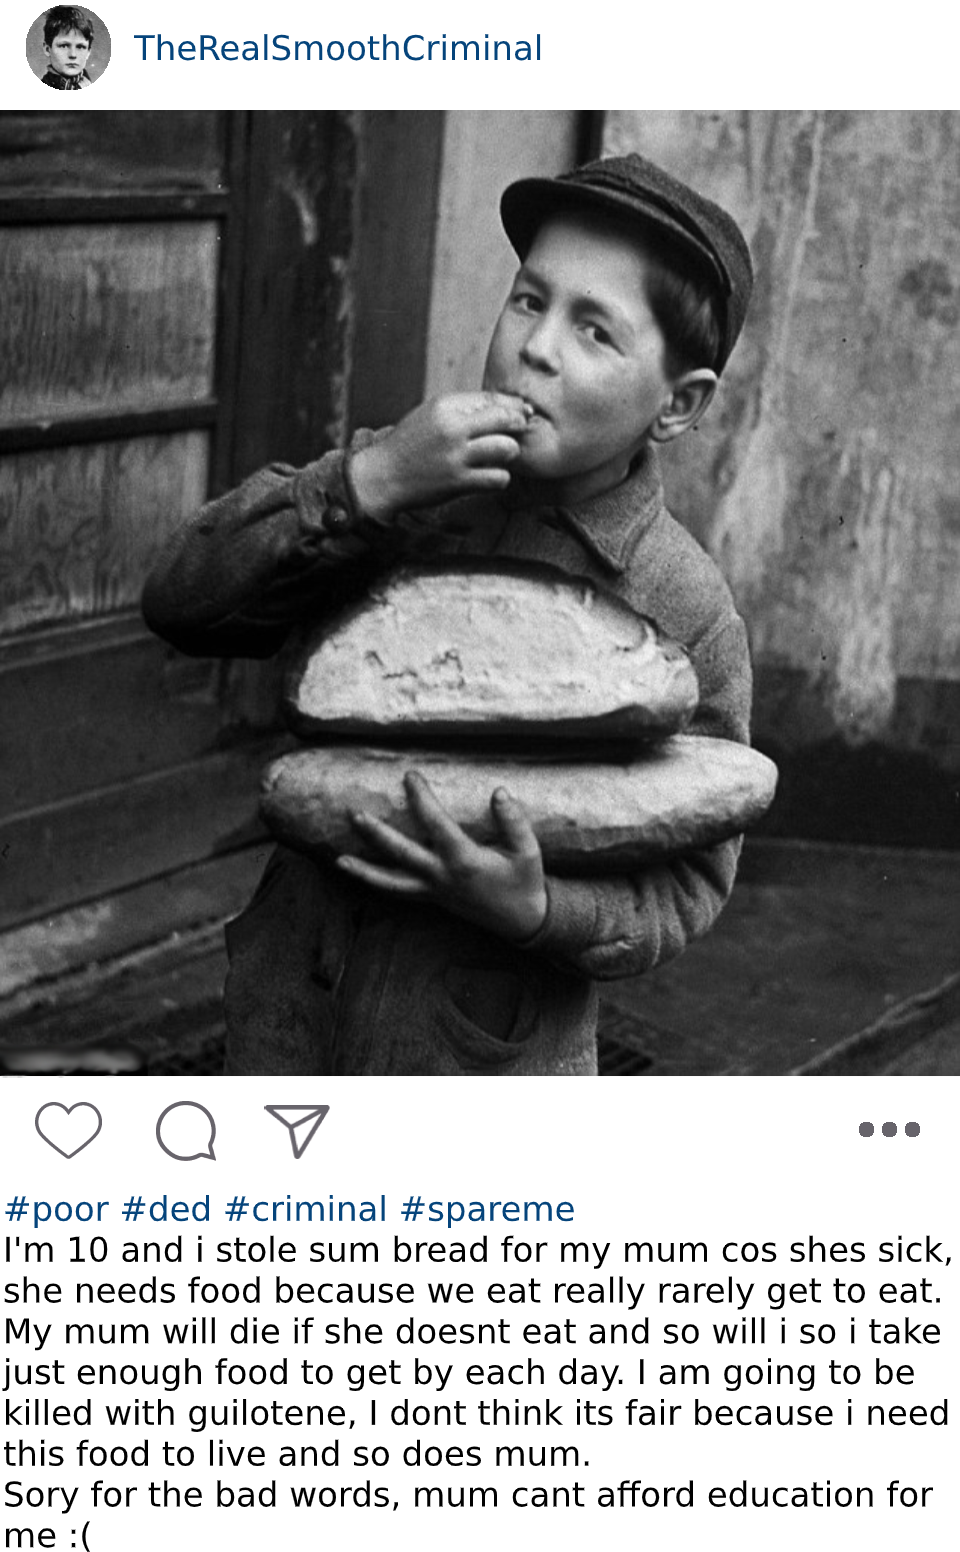 TheRealSmoothCriminal
#poor #ded #criminal #spareme
I'm 10 and i stole sum bread for my mum cos shes sick,
she needs food because we eat really rarely get to eat.
My mum will die if she doesnt eat and so will i so i take
just enough food to get by each day. I am going to be
killed with guilotene, I dont think its fair because i need
this food to live and so does mum.
Sory for the bad words, mum cant afford education for
me :(